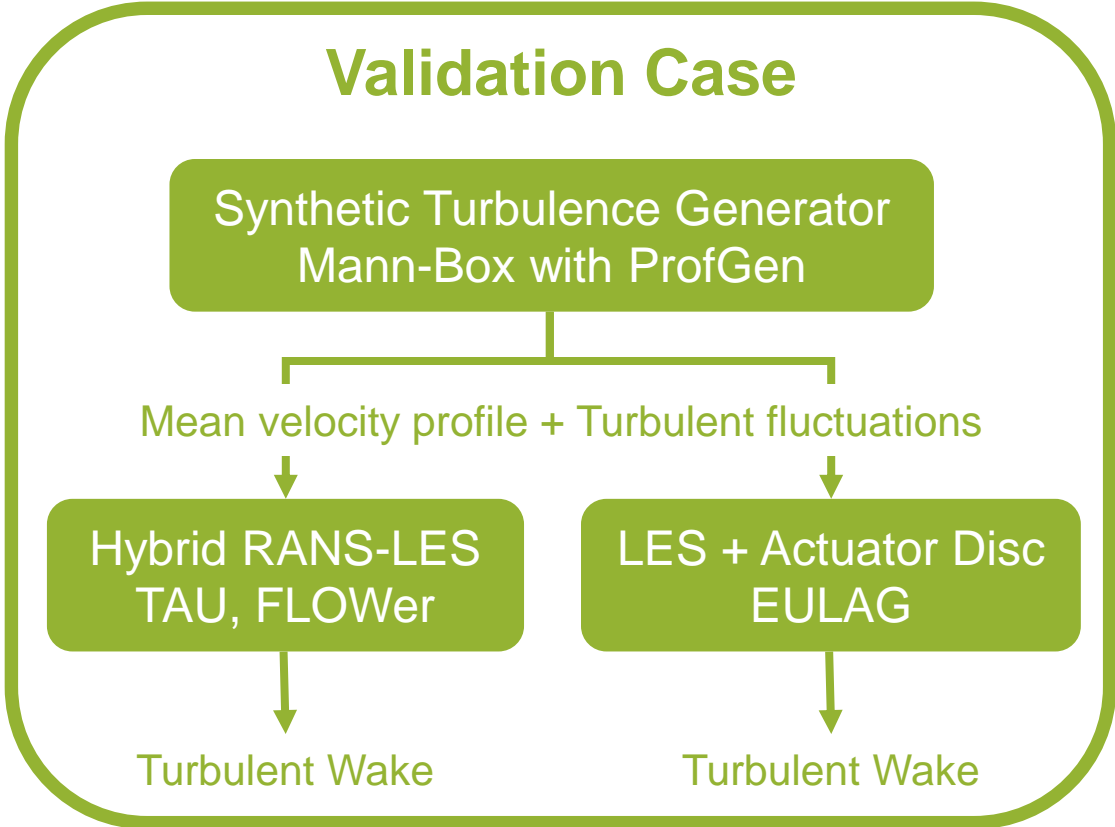 Validation Case
Synthetic Turbulence Generator
Mann-Box with ProfGen
Mean velocity profile + Turbulent fluctuations
Hybrid RANS-LES
TAU, FLOWer
LES + Actuator Disc
EULAG
Turbulent Wake
Turbulent Wake